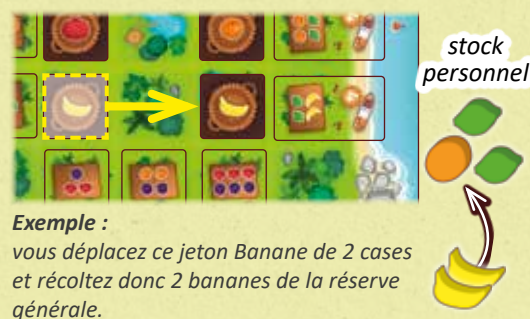 stock
personnel
Exemple :
vous déplacez ce jeton Banane de 2 cases
et récoltez donc 2 bananes de la réserve
générale.